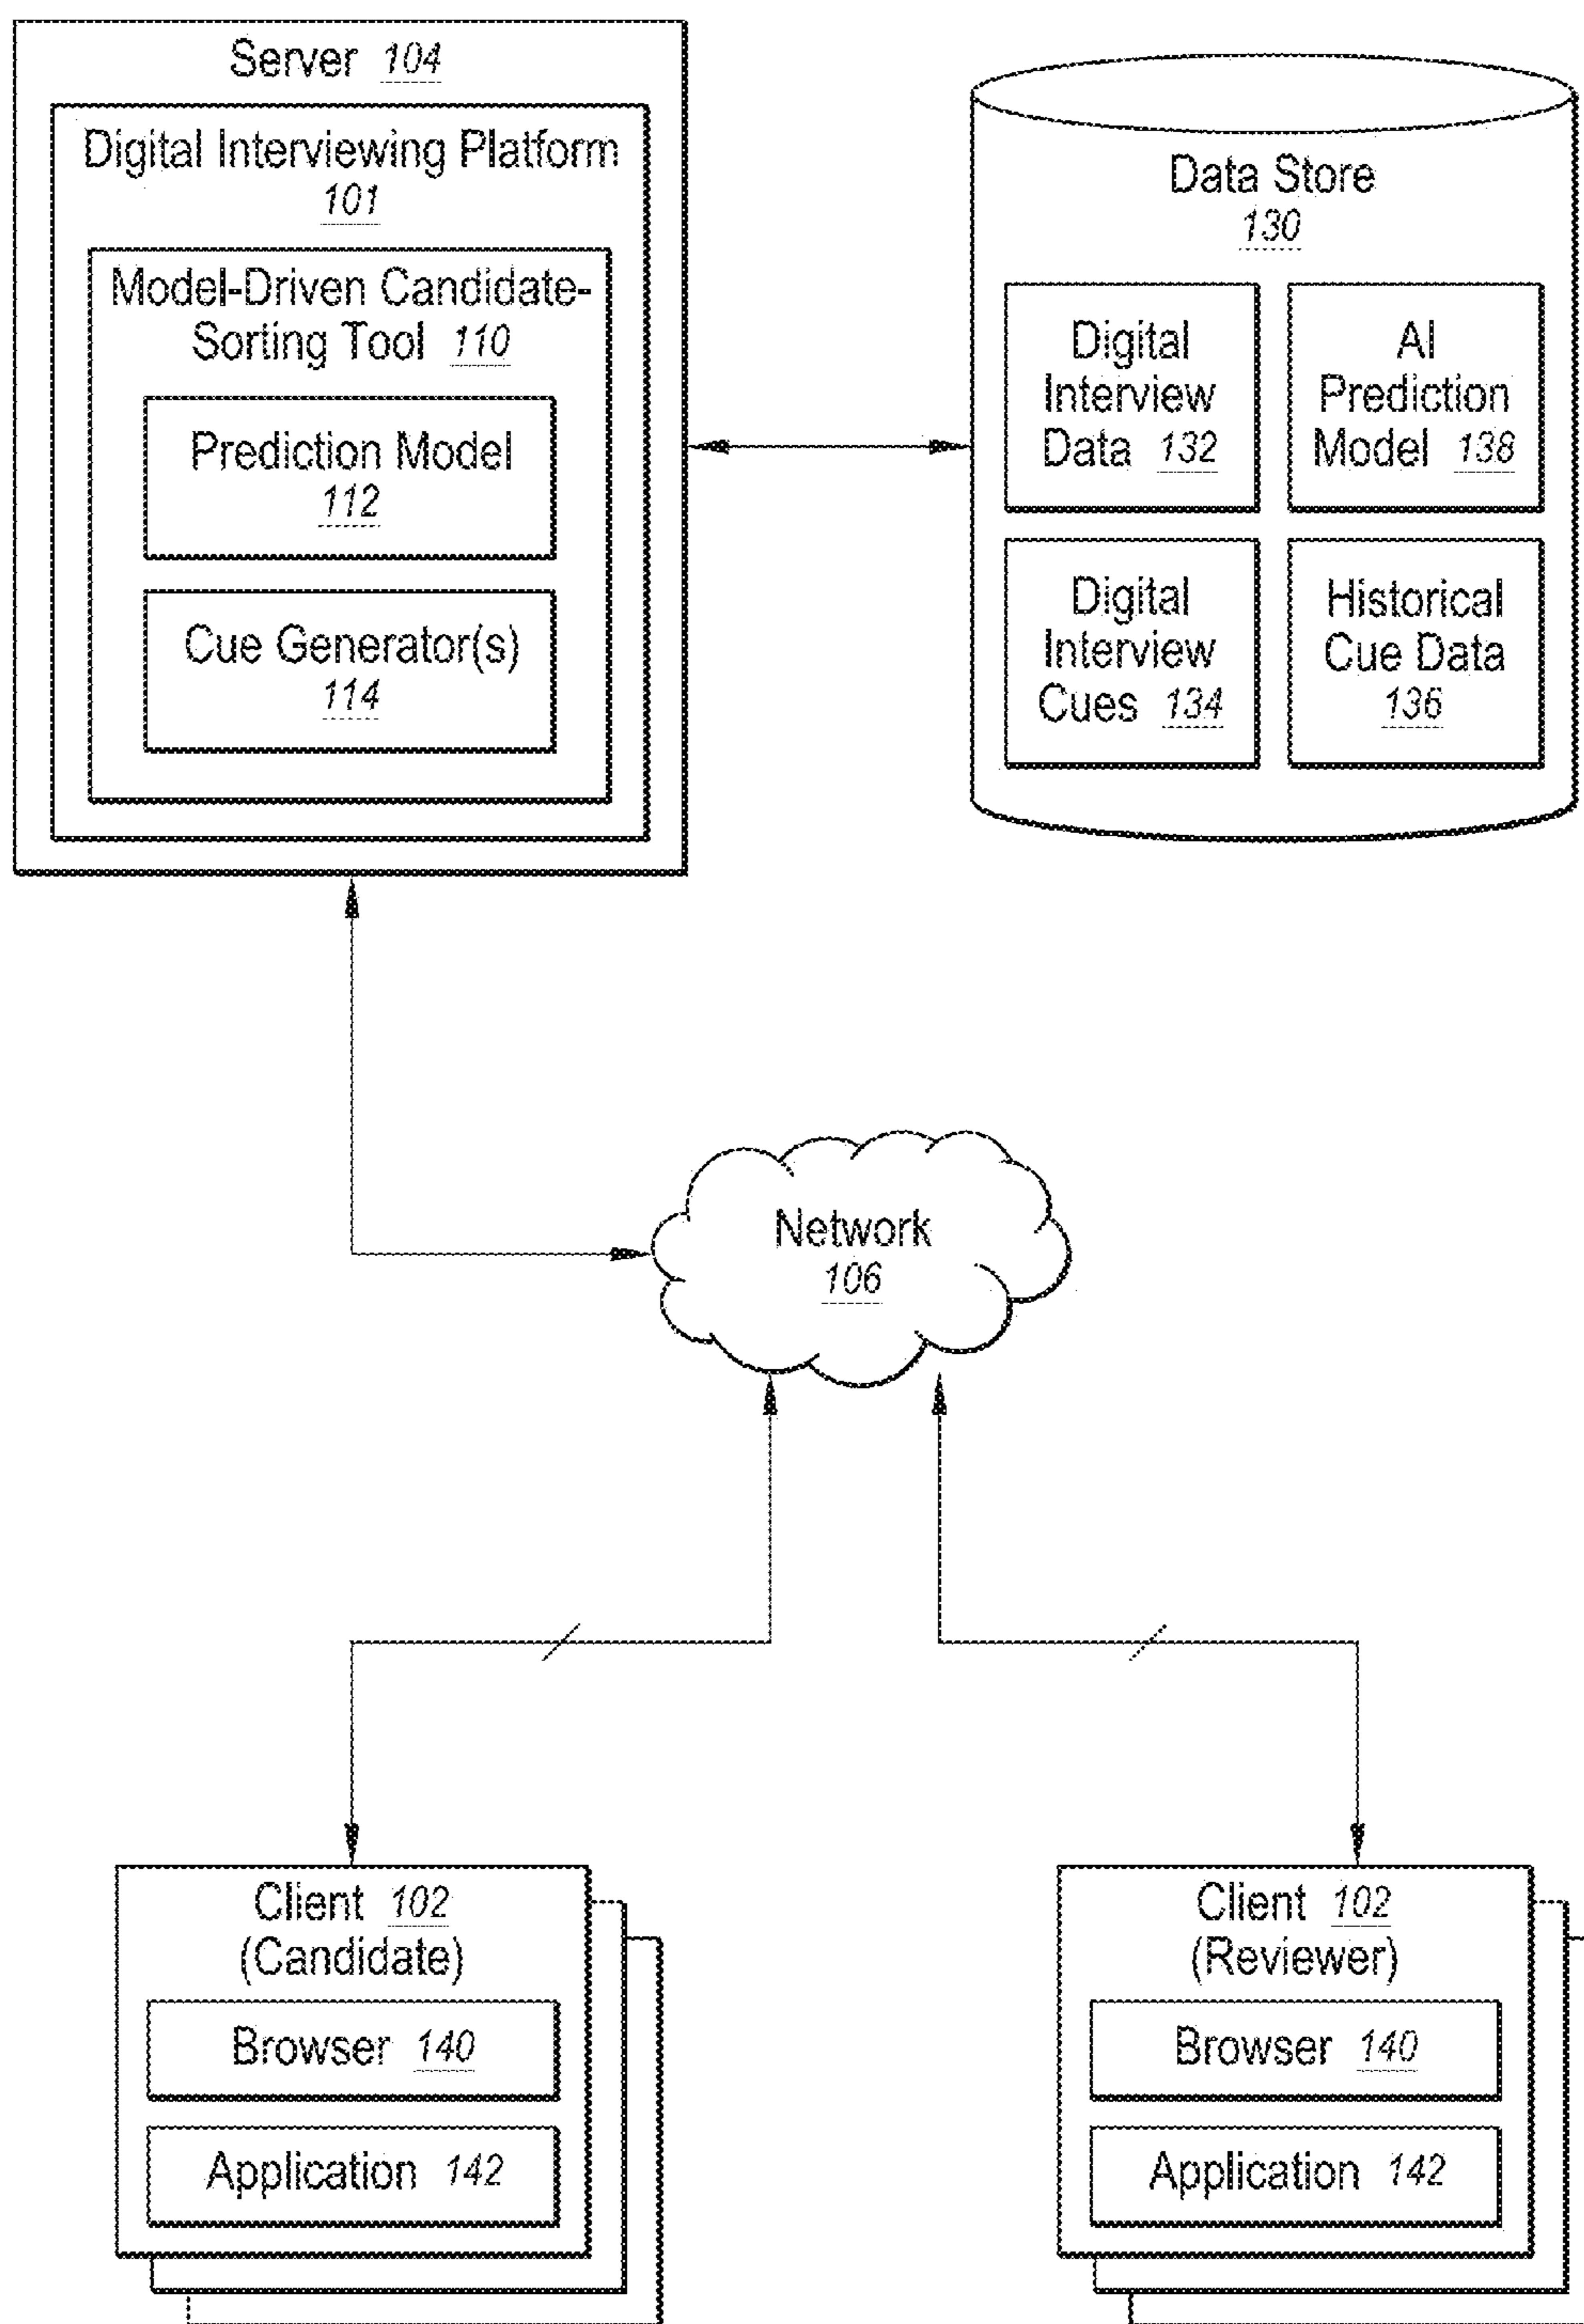 Server 104
Digital Interviewing Platform
101
Model-Driven Candidate-
Sorting Tool 110
Prediction Model
112
Cue Generator(s)
114
Data Store
130
Digital
Interview
Data 132
AI
Prediction
Model 138
Digital
Interview
Cues 134
Historical
Cue Data
136
Network
106
Client 102
(Candidate)
Browser 140
Application 142
Client 102
(Reviewer)
Browser 140
Application 142